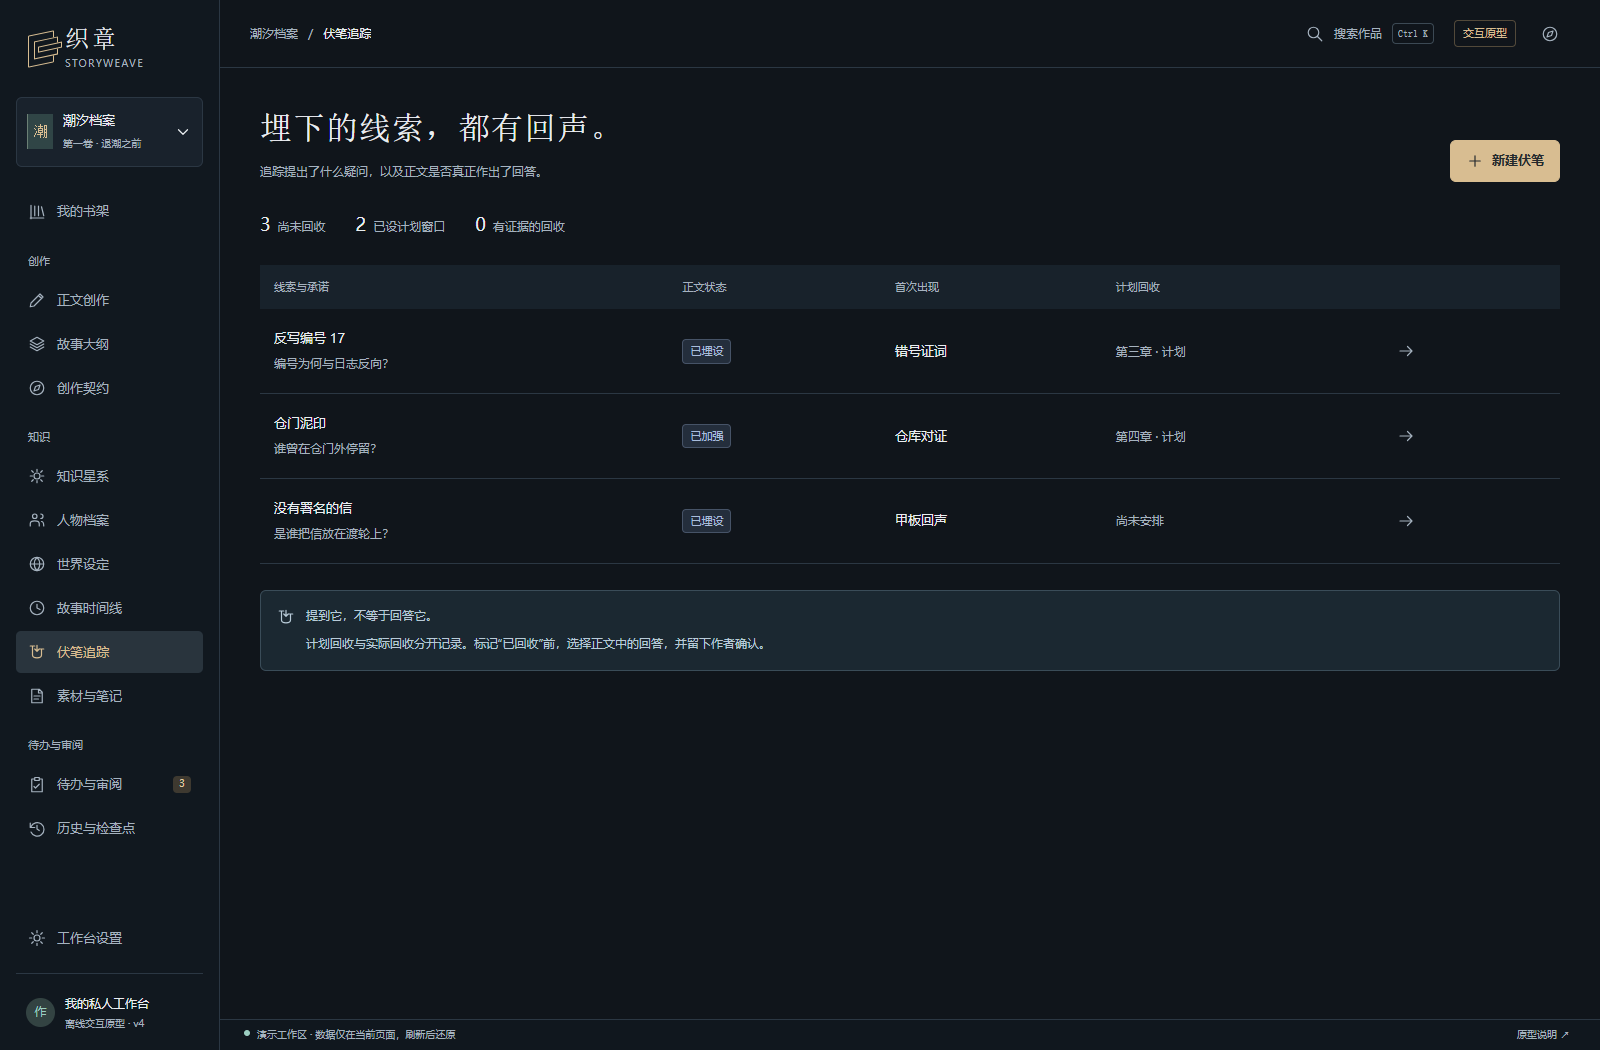 织章
STORYWEAVE
潮
潮汐档案
第一卷 · 退潮之前
我的书架
创作
正文创作
故事大纲
创作契约
知识
知识星系
人物档案
世界设定
故事时间线
伏笔追踪
素材与笔记
待办与审阅
待办与审阅 3
历史与检查点
工作台设置
作
我的私人工作台
离线交互原型 · v4
潮汐档案 / 伏笔追踪
搜索作品 Ctrl K 交互原型
埋下的线索，都有回声。
追踪提出了什么疑问，以及正文是否真正作出了回答。
新建伏笔
3 尚未回收 2 已设计划窗口 0 有证据的回收
线索与承诺 正文状态 首次出现 计划回收
反写编号 17
编号为何与日志反向？
已埋设 错号证词 第三章 · 计划
仓门泥印
谁曾在仓门外停留？
已加强 仓库对证 第四章 · 计划
没有署名的信
是谁把信放在渡轮上？
已埋设 甲板回声 尚未安排
提到它，不等于回答它。
计划回收与实际回收分开记录。标记“已回收”前，选择正文中的回答，并留下作者确认。
演示工作区 · 数据仅在当前页面，刷新后还原
原型说明 ↗